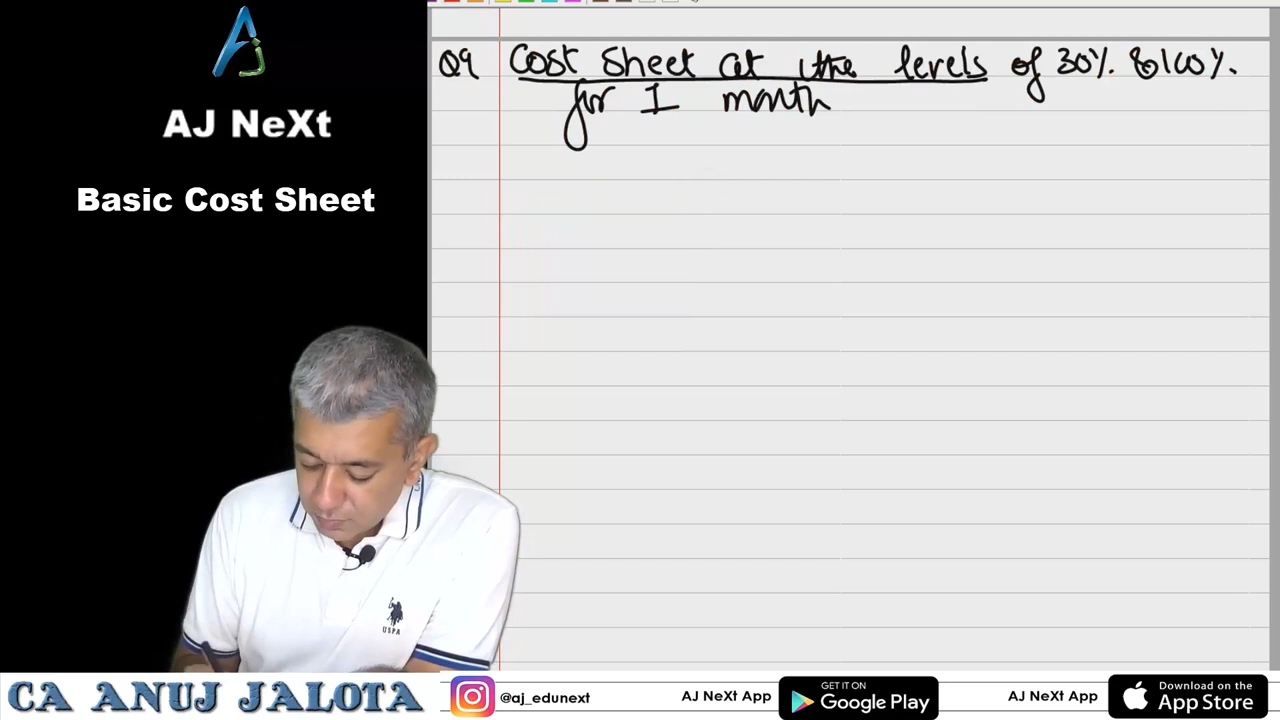 AJ NeXt
Basic Cost Sheet
Q9 Cost Sheet at the levels of 30% & 100%.
for 1 month
USPA
CA ANUJ JALOTA
@aj_edunext
AJ NeXt App
GET IT ON
Google Play
AJ NeXt App
Download on the
App Store